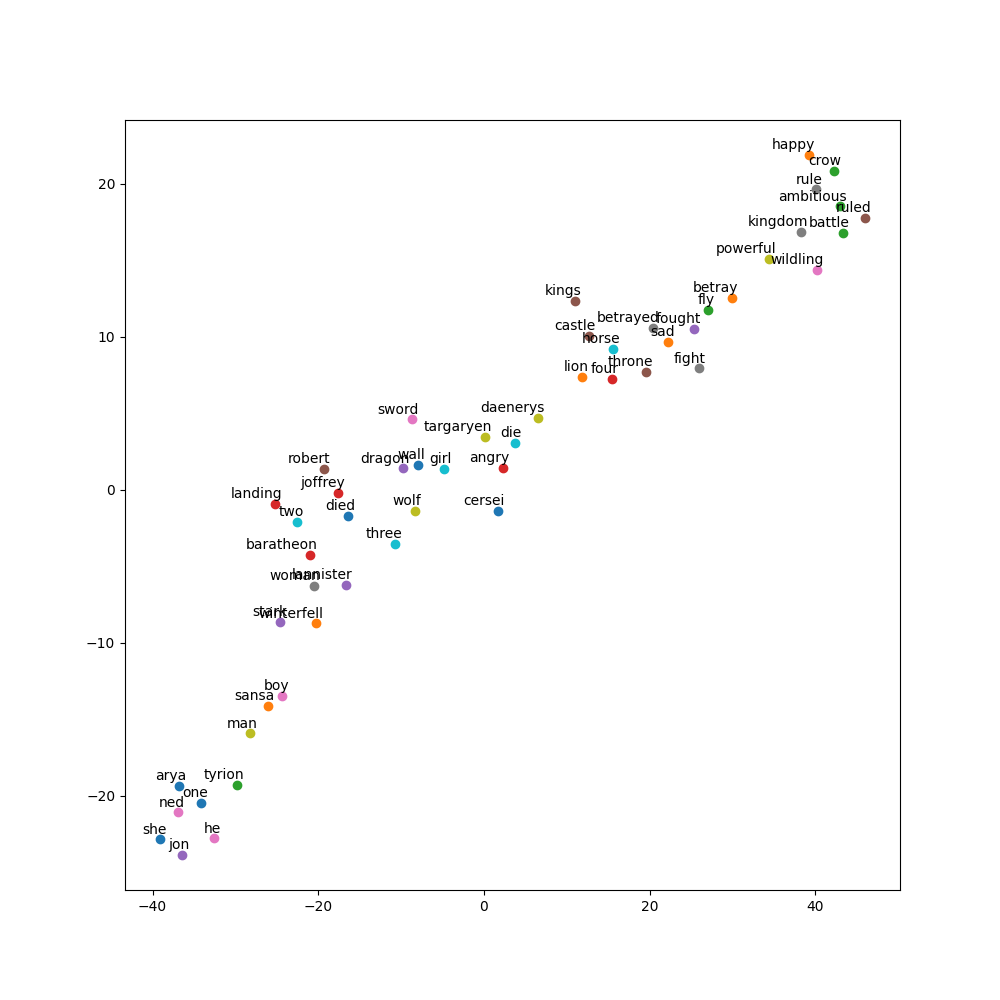 happy
crow
rule
ambitious
ruled
kingdom
battle
powerful
wildling
betray
kings
fly
betrayed
fought
castle
sad
horse
fight
throne
lion
four
daenerys
sword
targaryen
die
robert
dragon
wall
girl
angry
joffrey
landing
two
died
wolf
cersei
three
baratheon
woman
lannister
stark
winterfell
boy
sansa
man
arya
tyrion
one
ned
she
he
jon
20
10
0
−10
−20
−40
−20
0
20
40